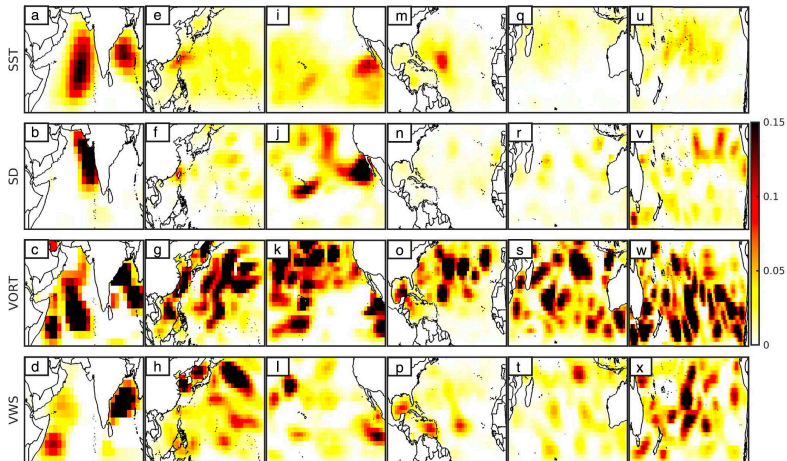 a e i m q u
SST
b f j n r v
SD
0.15
0.1
c g k o s w
VORT
0.05
0
d h l p t x
VWS